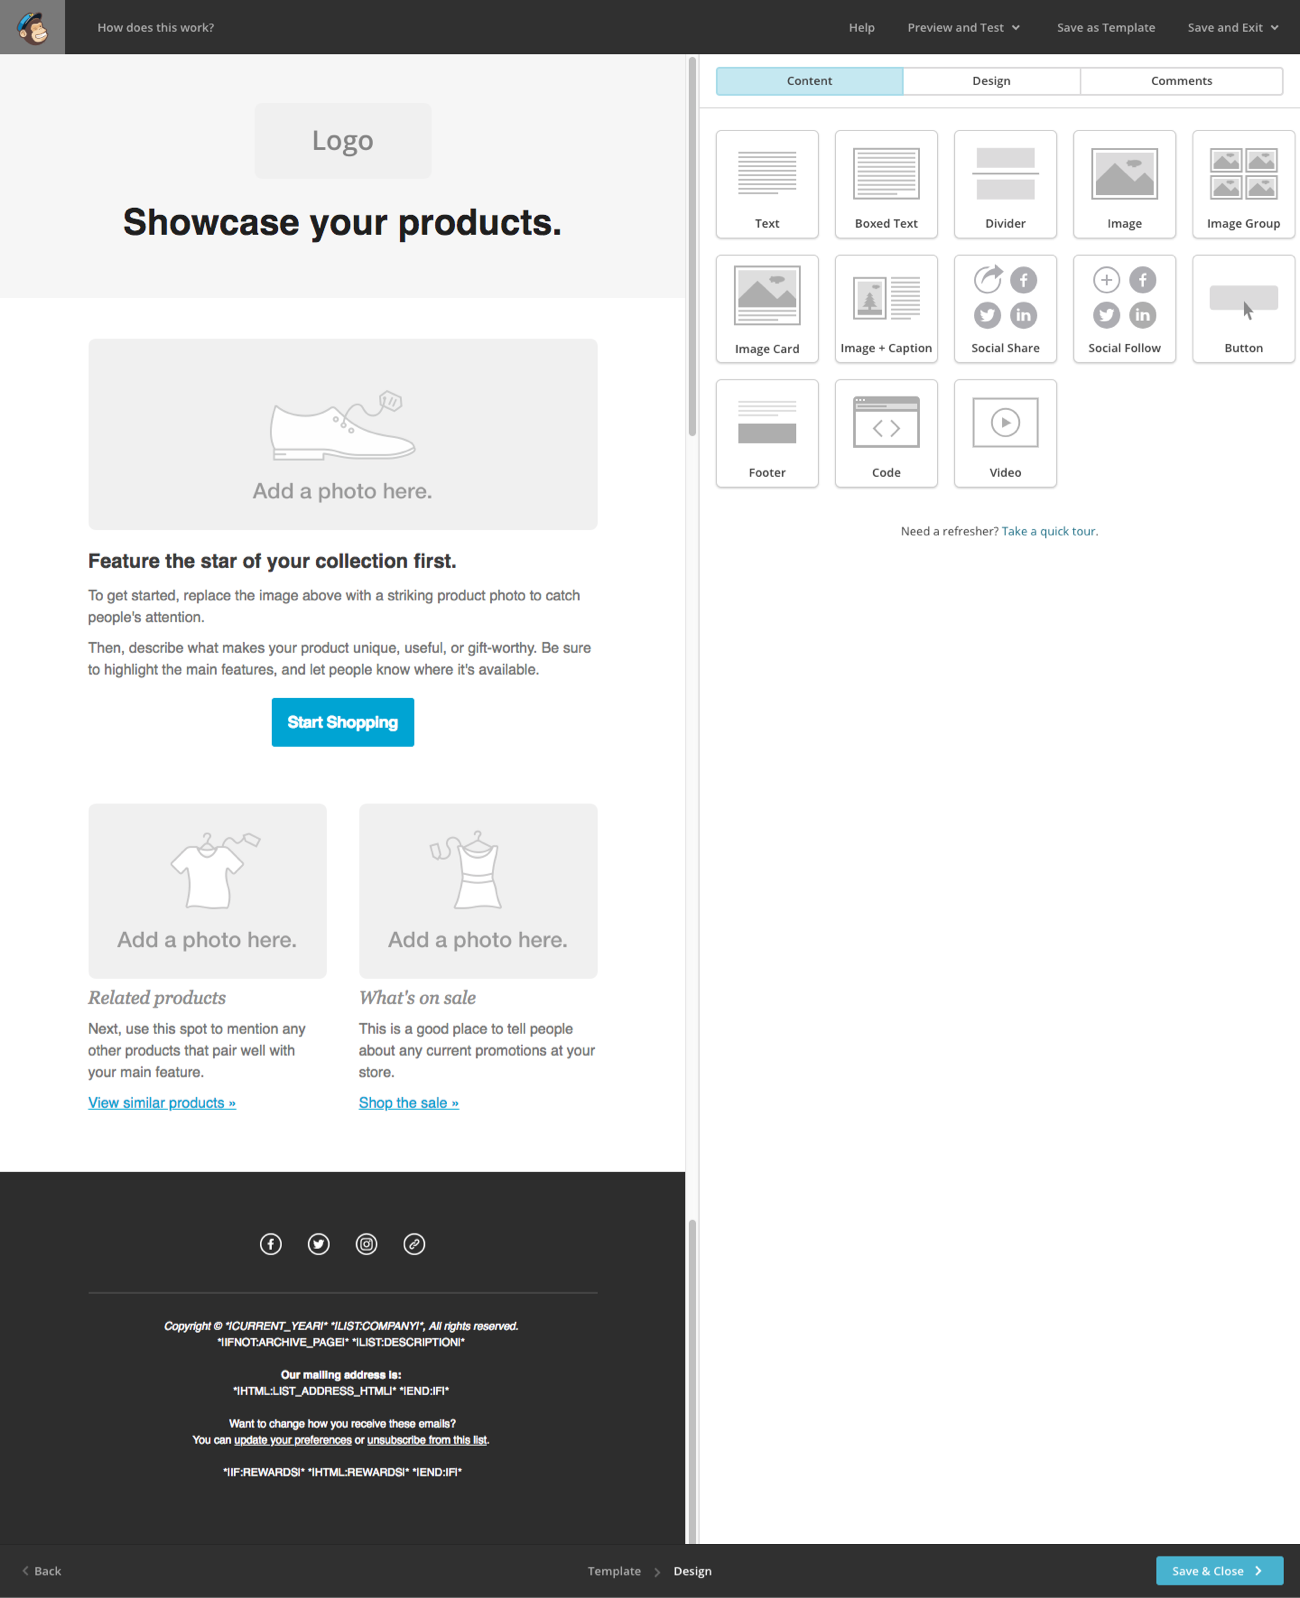 How does this work?
Help
Preview and Test
Save as Template
Save and Exit
Logo
Showcase your products.
Add a photo here.
Feature the star of your collection first.
To get started, replace the image above with a striking product photo to catch
people's attention.
Then, describe what makes your product unique, useful, or gift-worthy. Be sure
to highlight the main features, and let people know where it's available.
Start Shopping
Add a photo here.
Related products
Next, use this spot to mention any
other products that pair well with
your main feature.
View similar products »
Add a photo here.
What's on sale
This is a good place to tell people
about any current promotions at your
store.
Shop the sale »
Copyright © *|CURRENT_YEAR|* *|LIST:COMPANY|*, All rights reserved.
*|IFNOT:ARCHIVE_PAGE|* *|LIST:DESCRIPTION|*
Our mailing address is:
*|HTML:LIST_ADDRESS_HTML|* *|END:IF|*
Want to change how you receive these emails?
You can update your preferences or unsubscribe from this list.
*|IF:REWARDS|* *|HTML:REWARDS|* *|END:IF|*
Content
Design
Comments
Text
Boxed Text
Divider
Image
Image Group
Image Card
Image + Caption
Social Share
Social Follow
Button
Footer
Code
Video
Need a refresher? Take a quick tour.
Back
Template
Design
Save & Close